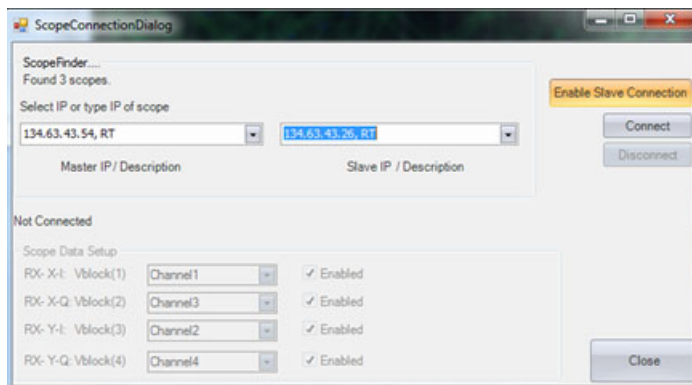 ScopeConnectionDialog
ScopeFinder....
Found 3 scopes.
Enable Slave Connection
Select IP or type IP of scope
134.63.43.54, RT
134.63.43.26, RT
Connect
Disconnect
Master IP / Description
Slave IP / Description
Not Connected
Scope Data Setup
RX- X-I: Vblock(1) Channel1 Enabled
RX- X-Q: Vblock(2) Channel3 Enabled
RX- Y-I: Vblock(3) Channel2 Enabled
RX- Y-Q: Vblock(4) Channel4 Enabled
Close